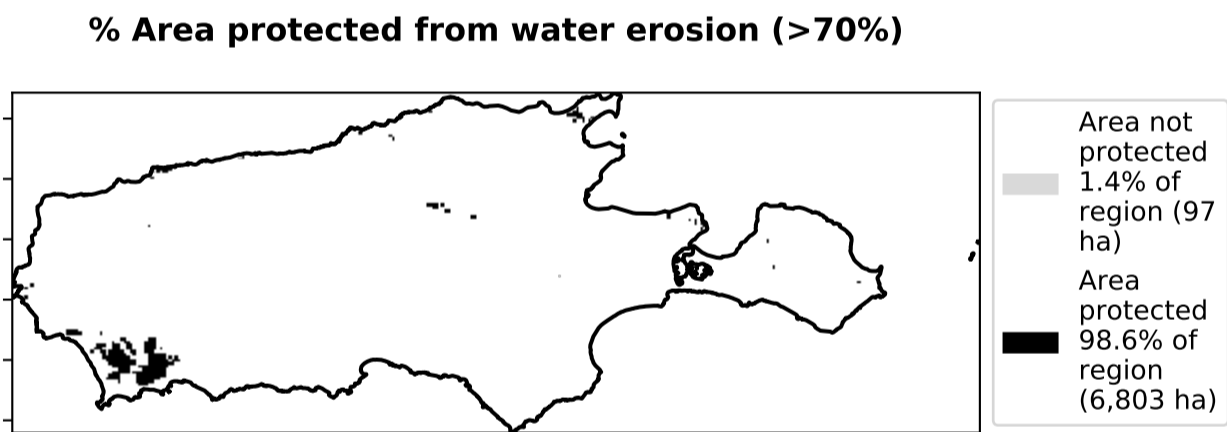 % Area protected from water erosion (>70%)
Area not
protected
1.4% of
region (97
ha)
Area
protected
98.6% of
region
(6,803 ha)